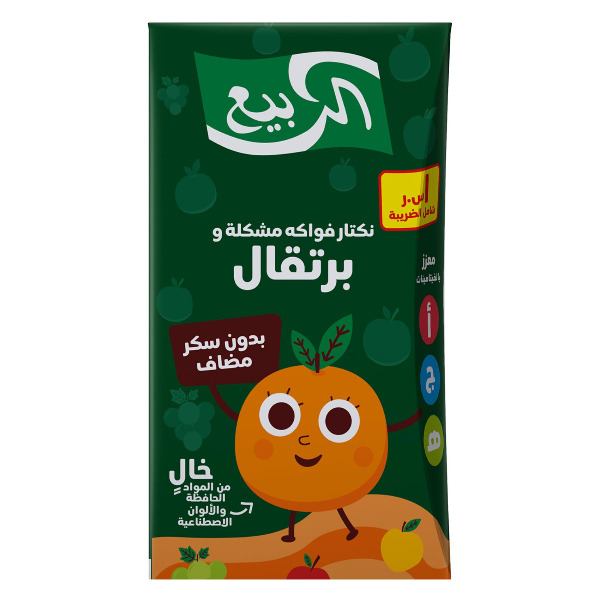 الربيع
١ ر.س
شامل الضريبة
نكتار فواكه مشكلة و
برتقال
معزز
بالفيتامينات
أ
ج
هـ
بدون سكر
مضاف
خالٍ
من المواد
الحافظة
والألوان
الاصطناعية